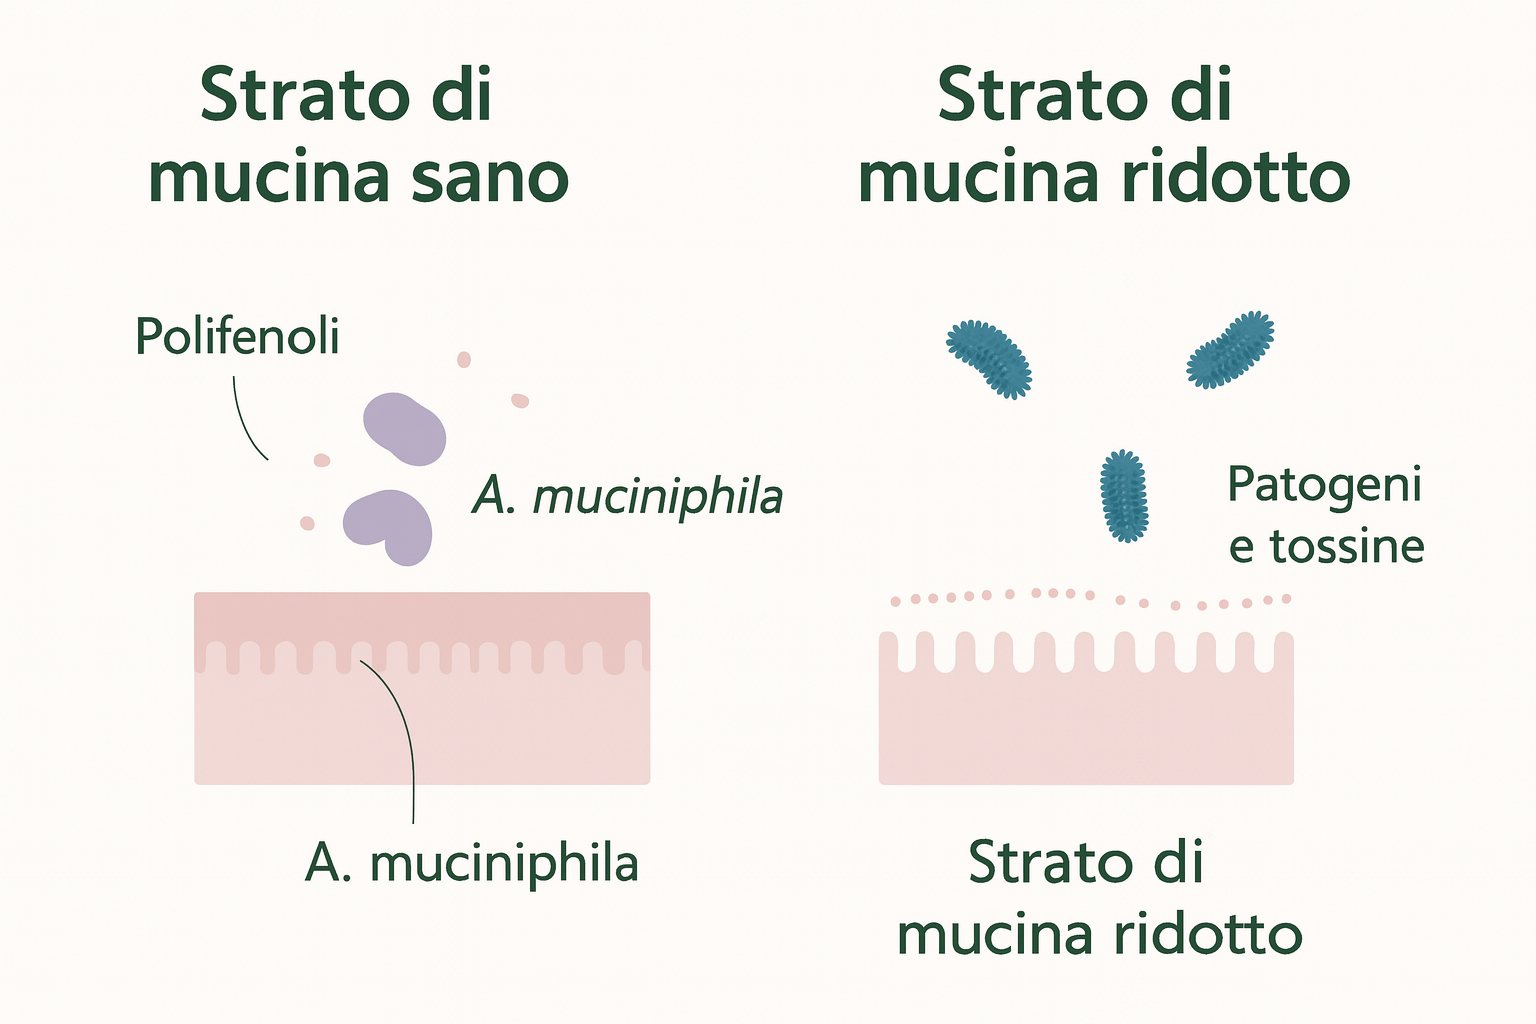 Strato di
mucina sano
Polifenoli
A. muciniphila
A. muciniphila
Strato di
mucina ridotto
Patogeni
e tossine
Strato di
mucina ridotto